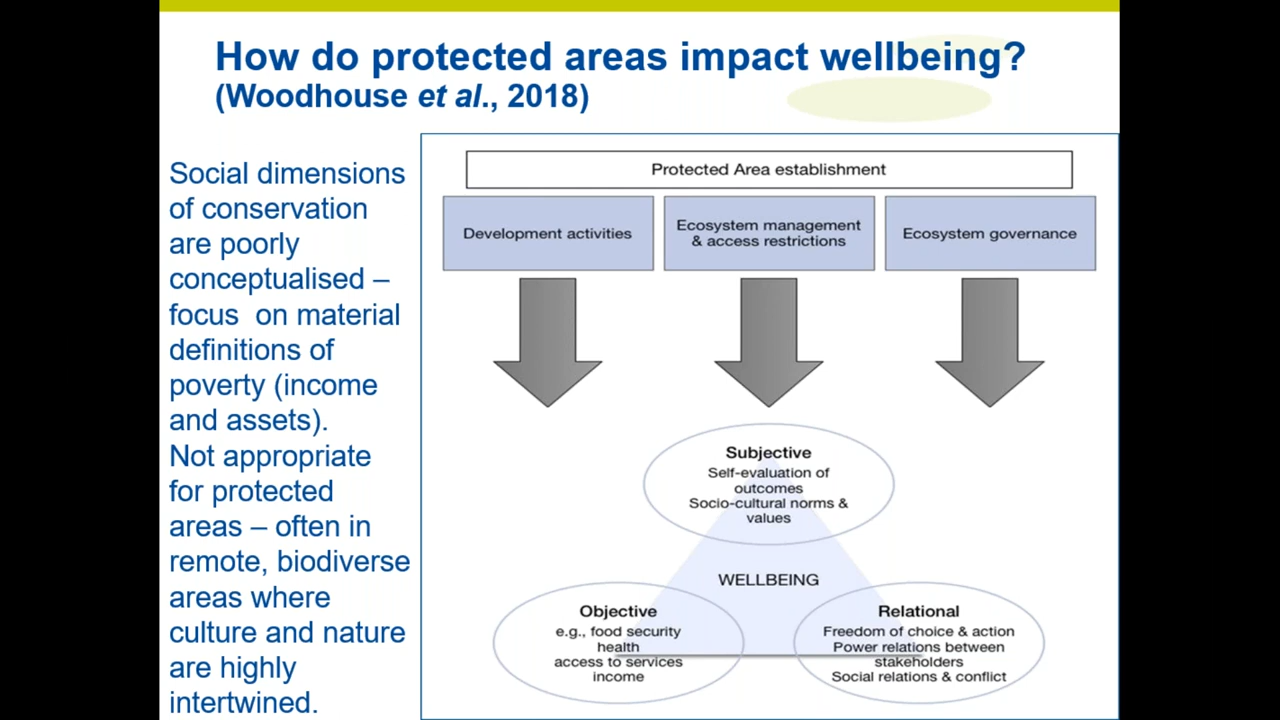 How do protected areas impact wellbeing?
(Woodhouse et al., 2018)
Social dimensions
of conservation
are poorly
conceptualised –
focus  on material
definitions of
poverty (income
and assets).
Not appropriate
for protected
areas – often in
remote, biodiverse
areas where
culture and nature
are highly
intertwined.
Protected Area establishment
Development activities
Ecosystem management
& access restrictions
Ecosystem governance
Subjective
Self-evaluation of
outcomes
Socio-cultural norms &
values
WELLBEING
Objective
e.g., food security
health
access to services
income
Relational
Freedom of choice & action
Power relations between
stakeholders
Social relations & conflict